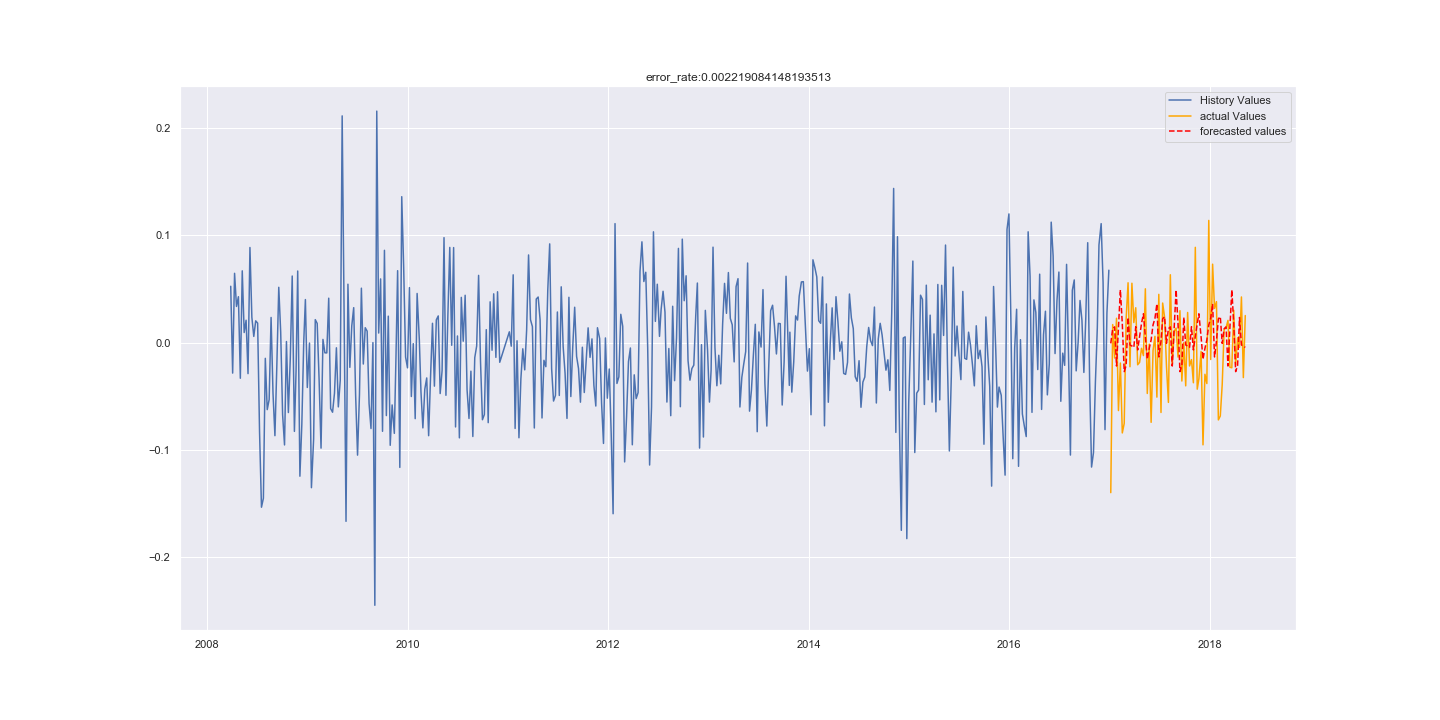 error_rate:0.002219084148193513
History Values
actual Values
forecasted values
0.2
0.1
0.0
−0.1
−0.2
2008 2010 2012 2014 2016 2018